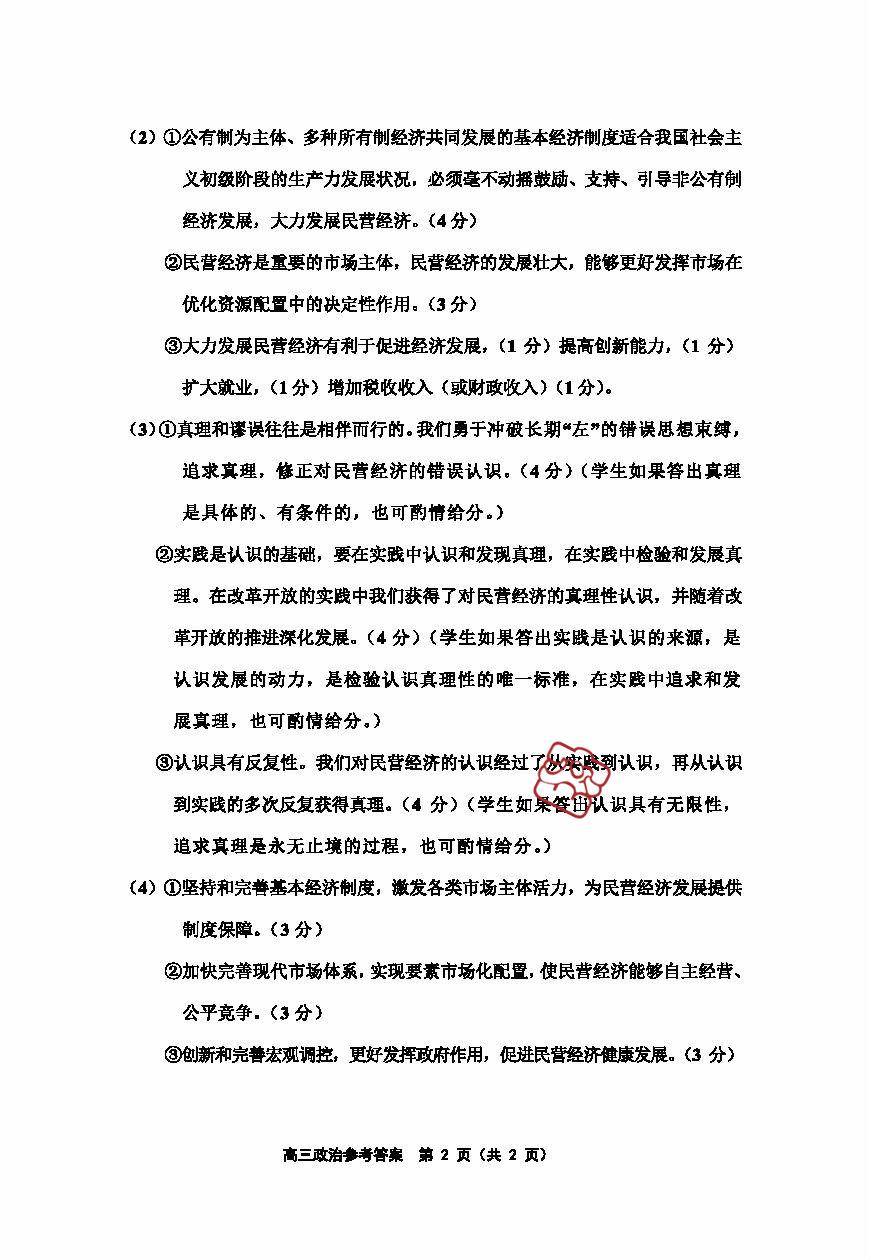 （2）①公有制为主体、多种所有制经济共同发展的基本经济制度适合我国社会主
义初级阶段的生产力发展状况，必须毫不动摇鼓励、支持、引导非公有制
经济发展，大力发展民营经济。（4分）
②民营经济是重要的市场主体，民营经济的发展壮大，能够更好发挥市场在
优化资源配置中的决定性作用。（3分）
③大力发展民营经济有利于促进经济发展，（1 分）提高创新能力，（1 分）
扩大就业，（1分）增加税收收入（或财政收入）（1分）。
（3）①真理和谬误往往是相伴而行的。我们勇于冲破长期“左”的错误思想束缚，
追求真理，修正对民营经济的错误认识。（4分）（学生如果答出真理
是具体的、有条件的，也可酌情给分。）
②实践是认识的基础，要在实践中认识和发现真理，在实践中检验和发展真
理。在改革开放的实践中我们获得了对民营经济的真理性认识，并随着改
革开放的推进深化发展。（4 分）（学生如果答出实践是认识的来源，是
认识发展的动力，是检验认识真理性的唯一标准，在实践中追求和发
展真理，也可酌情给分。）
③认识具有反复性。我们对民营经济的认识经过了从实践到认识，再从认识
到实践的多次反复获得真理。（4 分）（学生如果答出认识具有无限性，
追求真理是永无止境的过程，也可酌情给分。）
（4）①坚持和完善基本经济制度，激发各类市场主体活力，为民营经济发展提供
制度保障。（3分）
②加快完善现代市场体系，实现要素市场化配置，使民营经济能够自主经营、
公平竞争。（3分）
③创新和完善宏观调控，更好发挥政府作用，促进民营经济健康发展。（3 分）
高三政治参考答案 第 2 页（共 2 页）